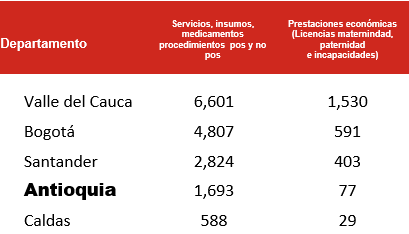 Departamento
Servicios, insumos,
medicamentos
procedimientos pos y no
pos
Prestaciones económicas
(Licencias maternindad,
paternidad
e incapacidades)
Valle del Cauca 6,601 1,530
Bogotá 4,807 591
Santander 2,824 403
Antioquia 1,693 77
Caldas 588 29